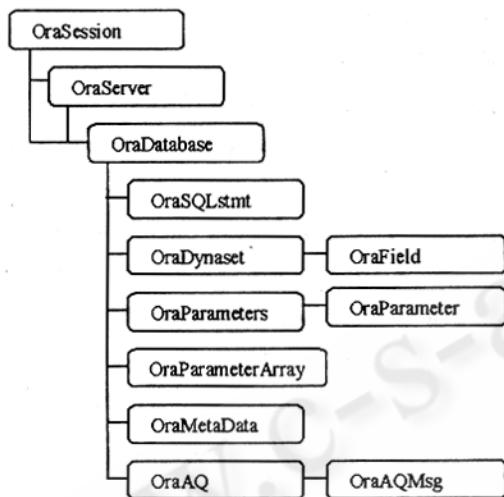 OraSession
OraServer
OraDatabase
OraSQLstmt
OraDynaset
OraField
OraParameters
OraParameter
OraParameterArray
OraMetaData
OraAQ
OraAQMsg